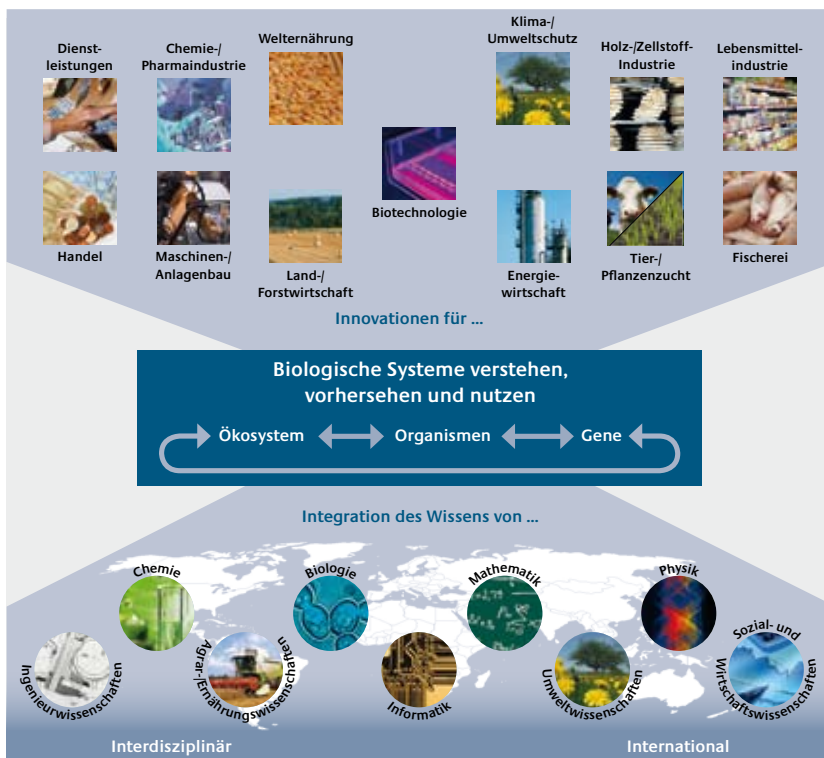 Dienst-
leistungen
Chemie-/
Pharmaindustrie
Welternährung
Klima-/
Umweltschutz
Holz-/Zellstoff-
Industrie
Lebensmittel-
industrie
Biotechnologie
Handel
Maschinen-/
Anlagenbau
Land-/
Forstwirtschaft
Energie-
wirtschaft
Tier-/
Pflanzenzucht
Fischerei
Innovationen für ...
Biologische Systeme verstehen,
vorhersehen und nutzen
Ökosystem
Organismen
Gene
Integration des Wissens von ...
Chemie
Biologie
Mathematik
Physik
Ingenieurwissenschaften
Agrar-/Ernährungswissenschaften
Informatik
Umweltwissenschaften
Sozial- und
Wirtschaftswissenschaften
Interdisziplinär
International